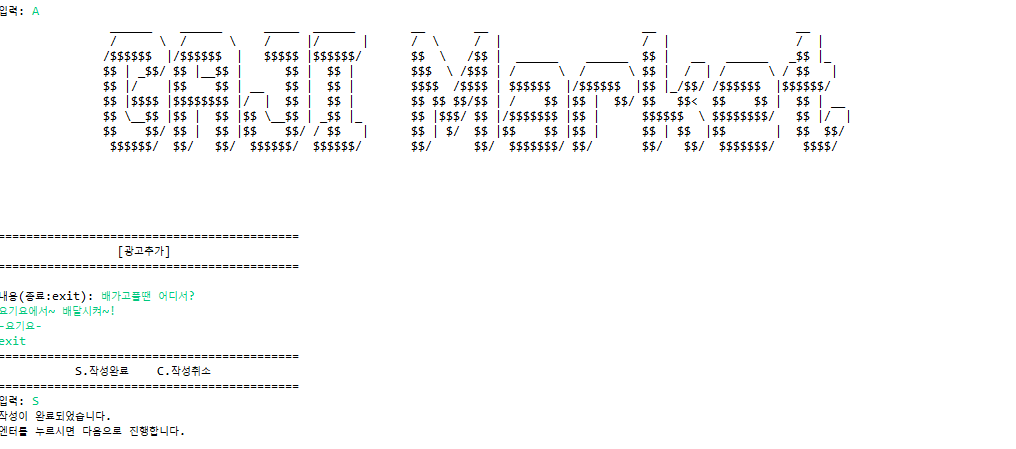 입력: A
GAJI Market
==========================================
[광고추가]
==========================================
내용(종료:exit): 배가고플땐 어디서?
요기요에서~ 배달시켜~!
-요기요-
exit
==========================================
S.작성완료 C.작성취소
==========================================
입력: S
작성이 완료되었습니다.
엔터를 누르시면 다음으로 진행합니다.